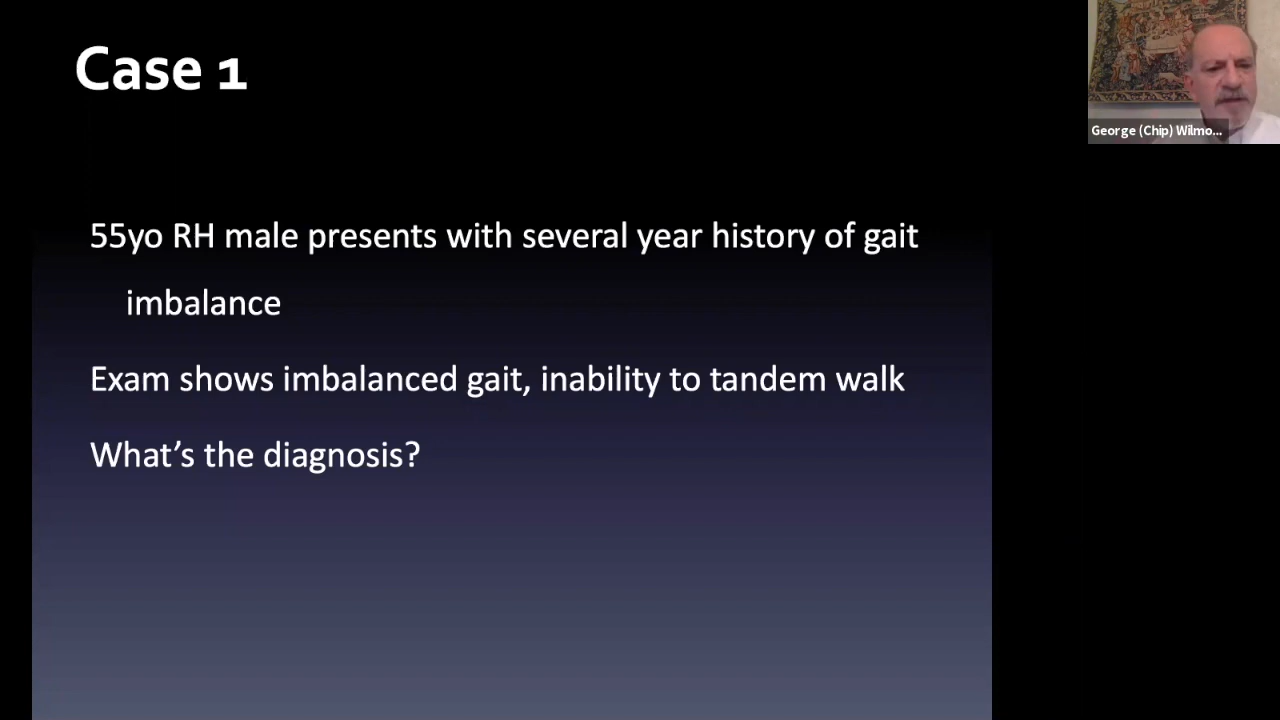 Case 1
George (Chip) Wilmo...
55yo RH male presents with several year history of gait
imbalance
Exam shows imbalanced gait, inability to tandem walk
What’s the diagnosis?